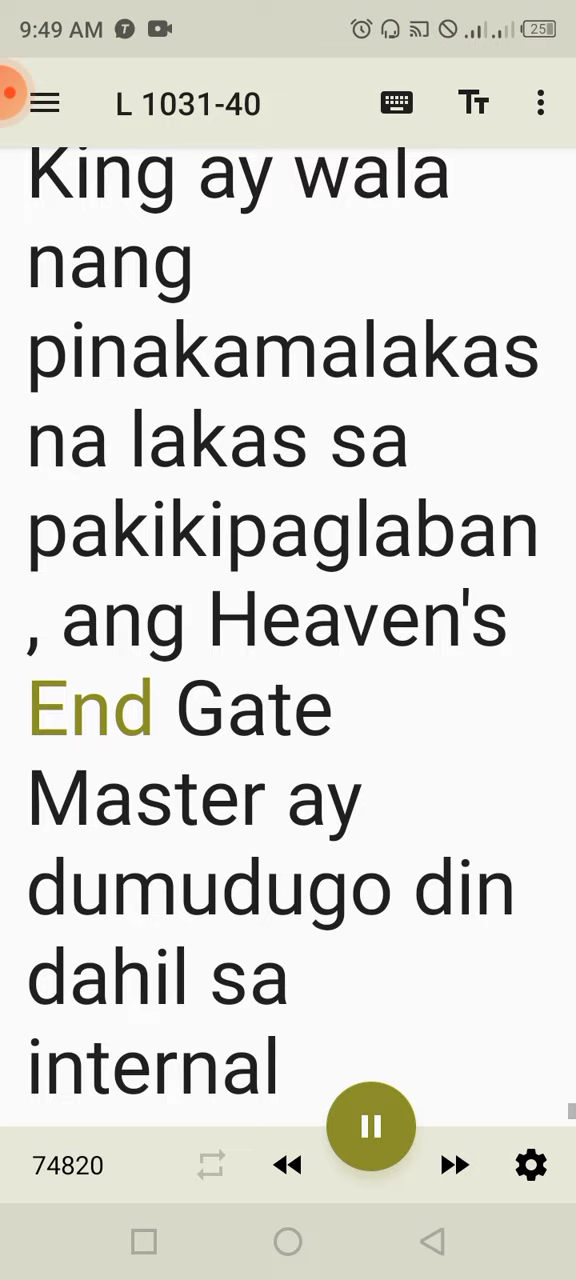 9:49 AM
25
L 1031-40
King ay wala
nang
pinakamalakas
na lakas sa
pakikipaglaban
, ang Heaven's
End Gate
Master ay
dumudugo din
dahil sa
internal
74820